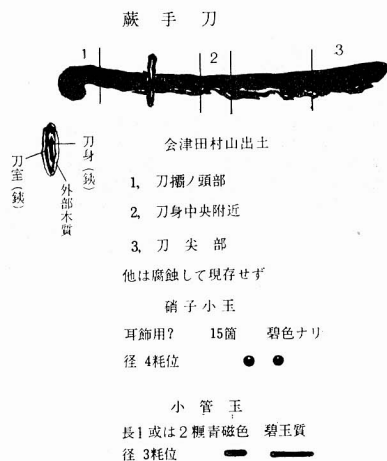 蕨手刀
1 2 3
刀身(鉄)
刀室(鉄)
外部木質
会津田村山出土
1, 刀欛ノ頭部
2, 刀身中央附近
3, 刀尖部
他は腐蝕して現存せず
硝子小玉
耳飾用? 15箇 碧色ナリ
径 4粍位
小管玉
長1或は2糎青磁色 碧玉質
径 3粍位